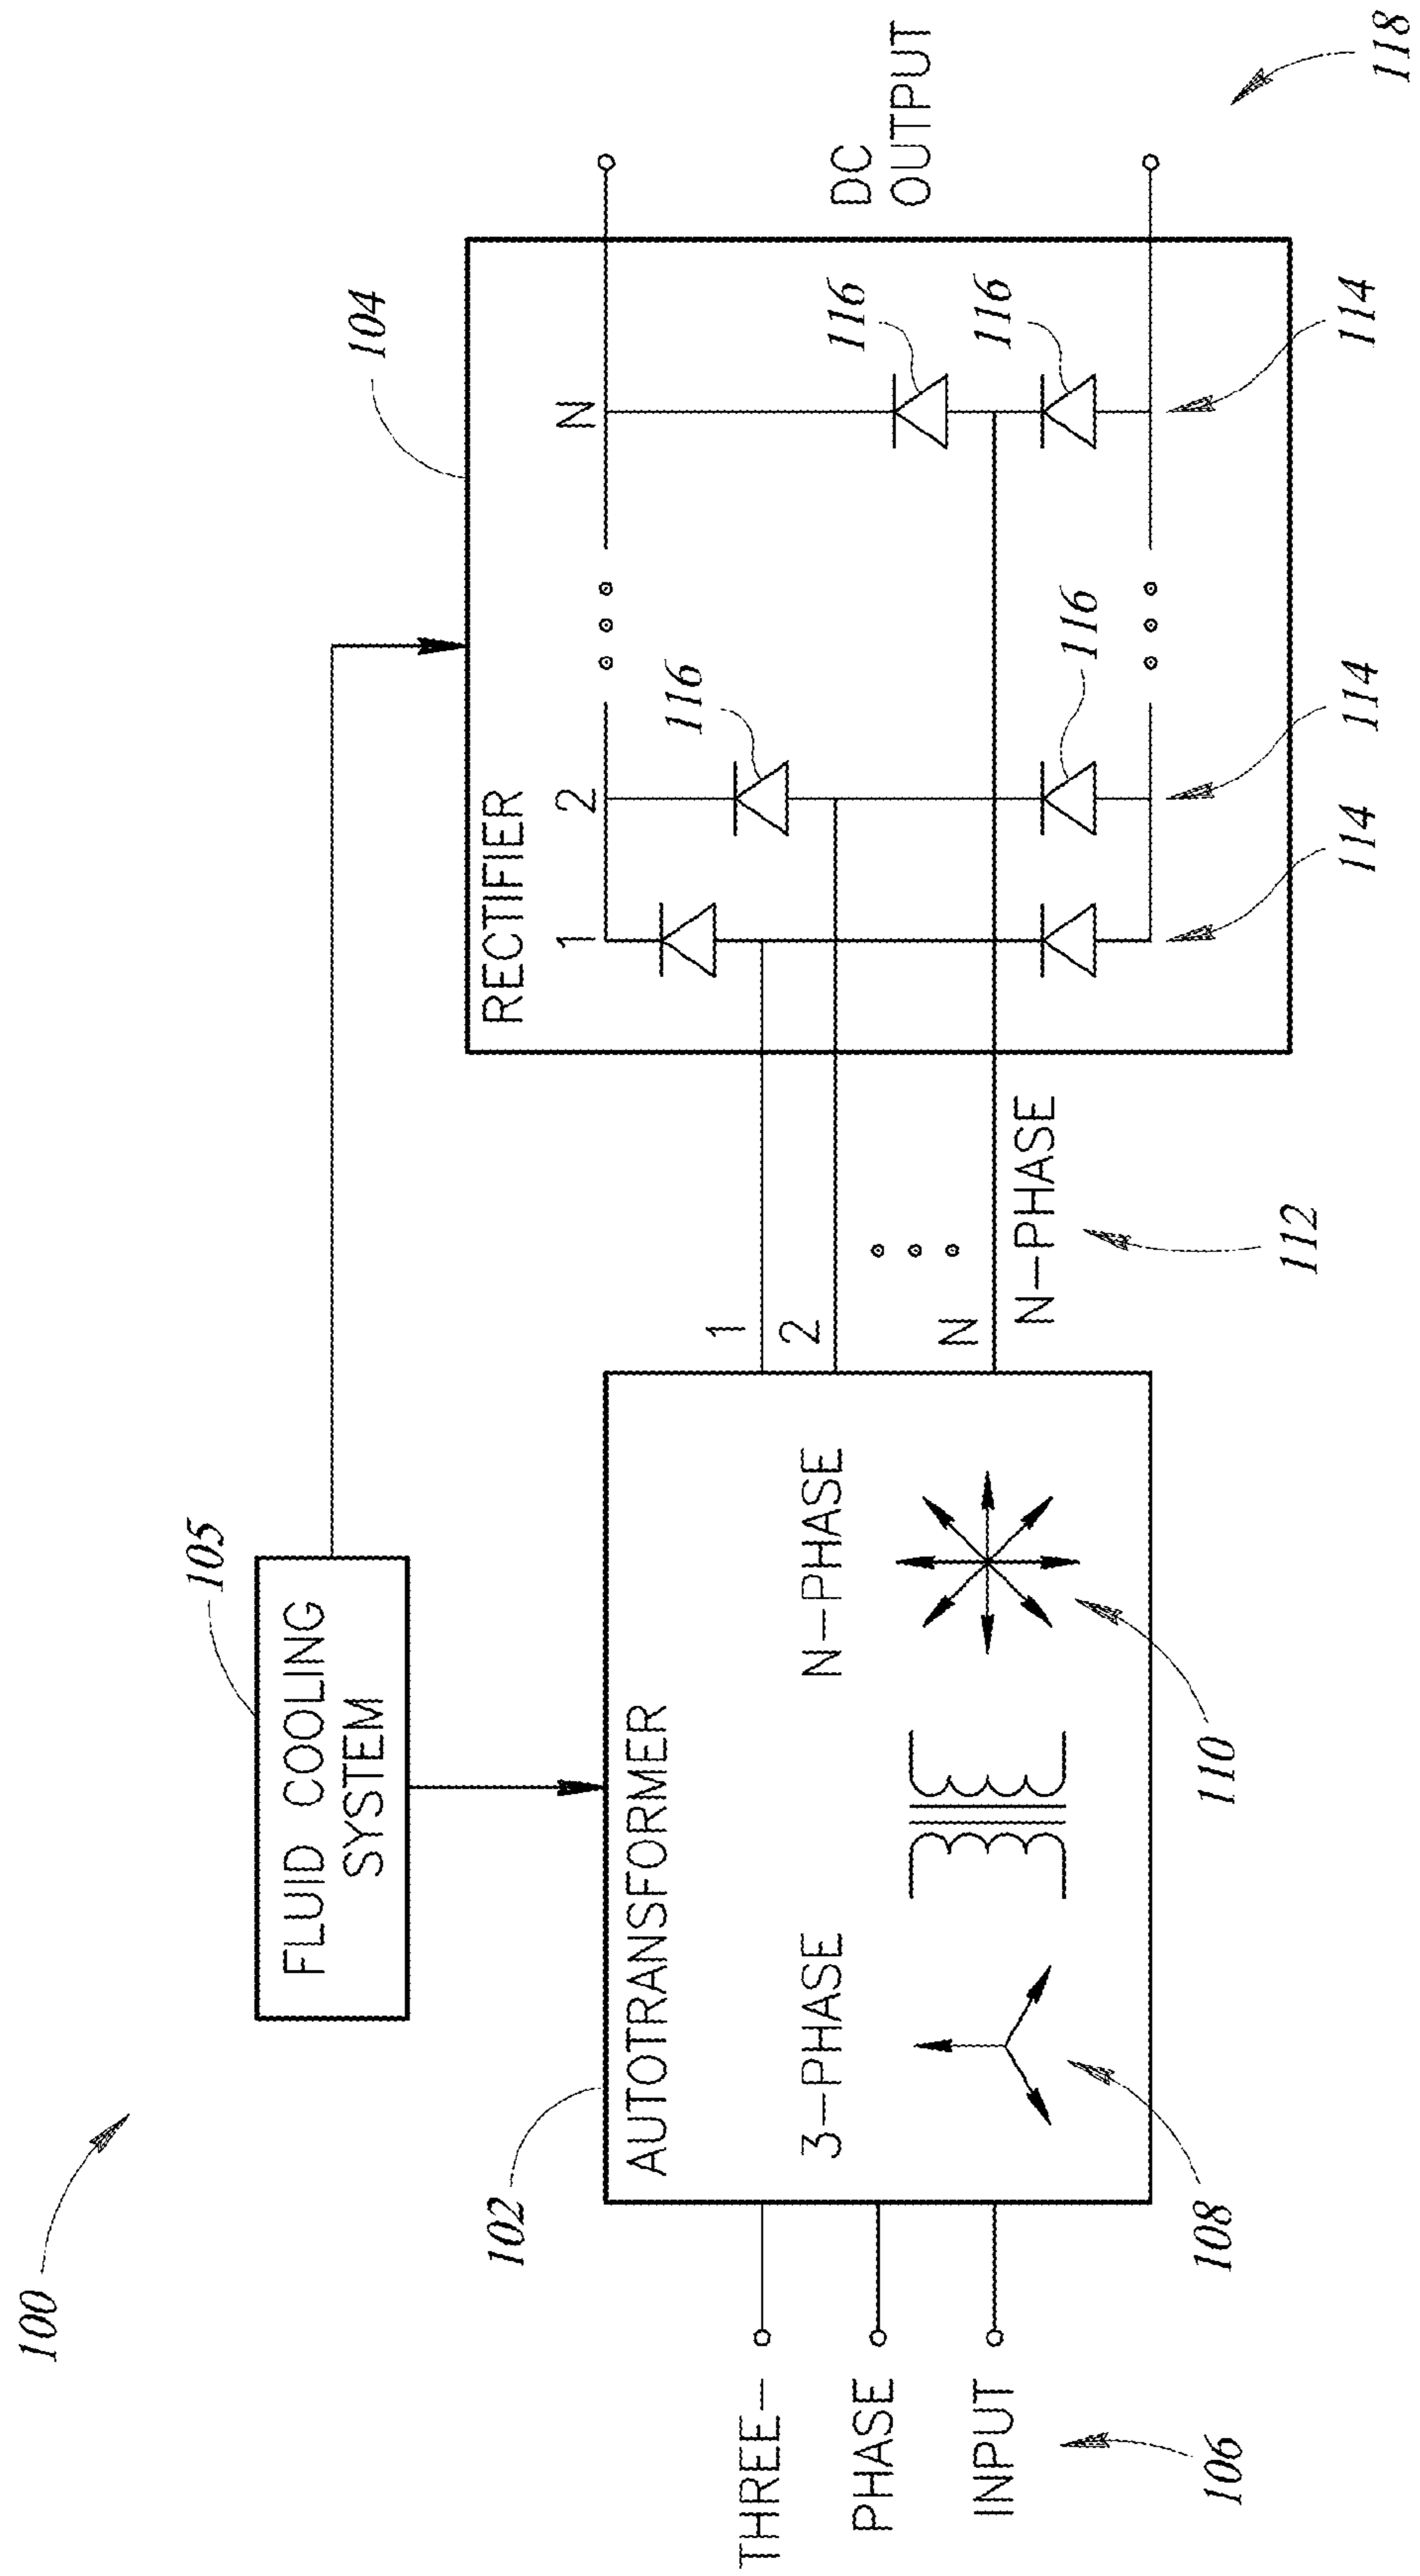 100
FLUID COOLING
SYSTEM
105
102
104
AUTOTRANSFORMER
3–PHASE
N–PHASE
108
110
THREE–
PHASE
INPUT
106
1
2
N
N–PHASE
112
RECTIFIER
1
2
N
116
116
116
116
114
114
114
DC
OUTPUT
118